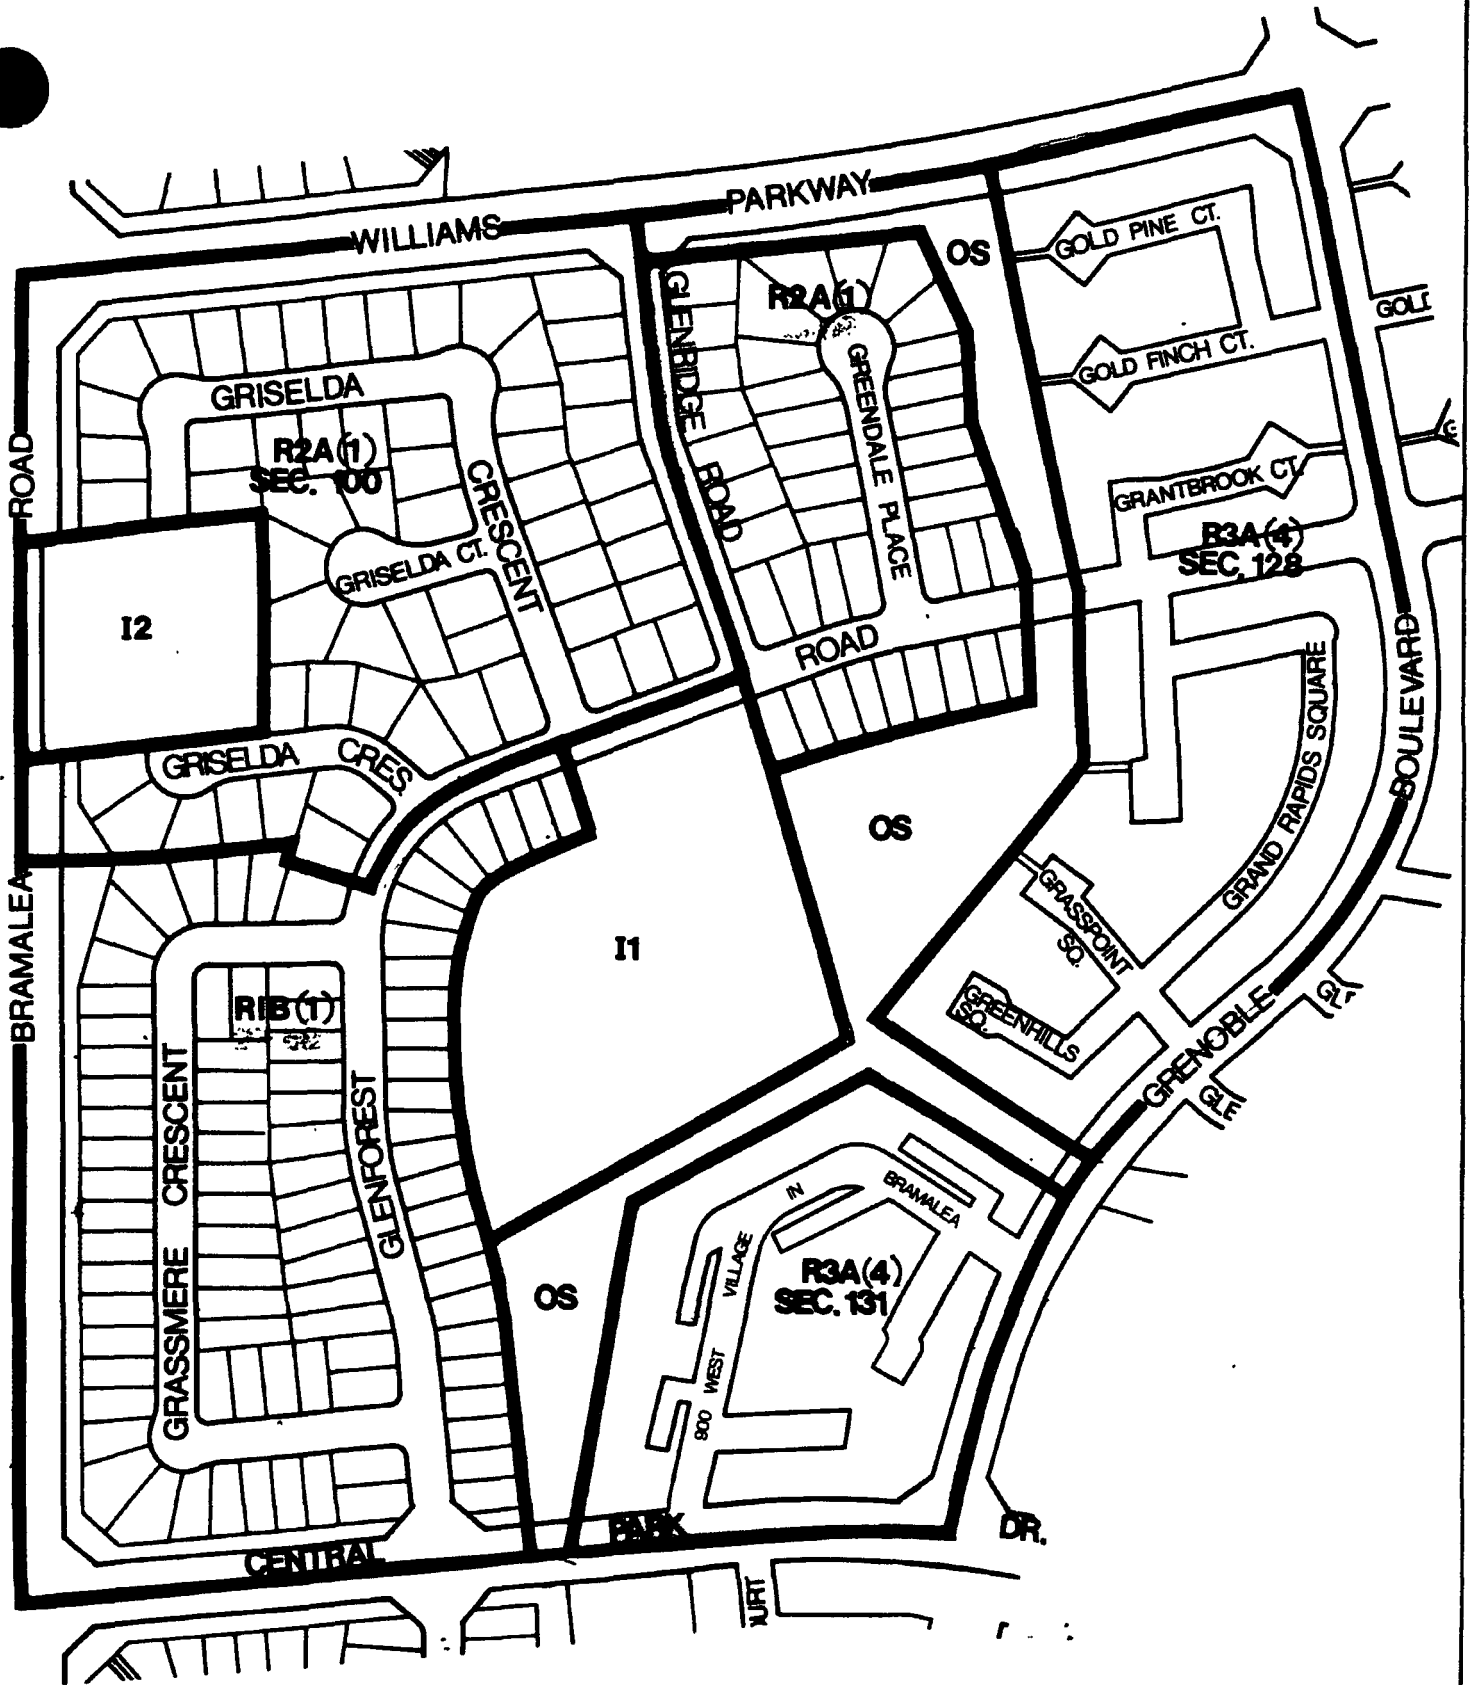 WILLIAMS PARKWAY
GOLD PINE CT.
OS
GLENRIDGE ROAD
R2A(1)
GOLD FINCH CT.
GREENDALE PLACE
GRISELDA CRESCENT
R2A(1)
SEC. 100
GRANTBROOK CT.
R3A(4)
SEC. 128
GRISELDA CT.
I2
ROAD
BOULEVARD
GRISELDA CRES.
GRAND RAPIDS SQUARE
OS
GRASSPOINT
SQ.
I1
BRAMALEA
ROAD
R1B(1)
GREENHILLS
SQ.
GRENOBLE
GRASSMERE CRESCENT
GLENFOREST
900 WEST VILLAGE IN BRAMALEA
OS
R3A(4)
SEC. 131
CENTRAL PARK DR.